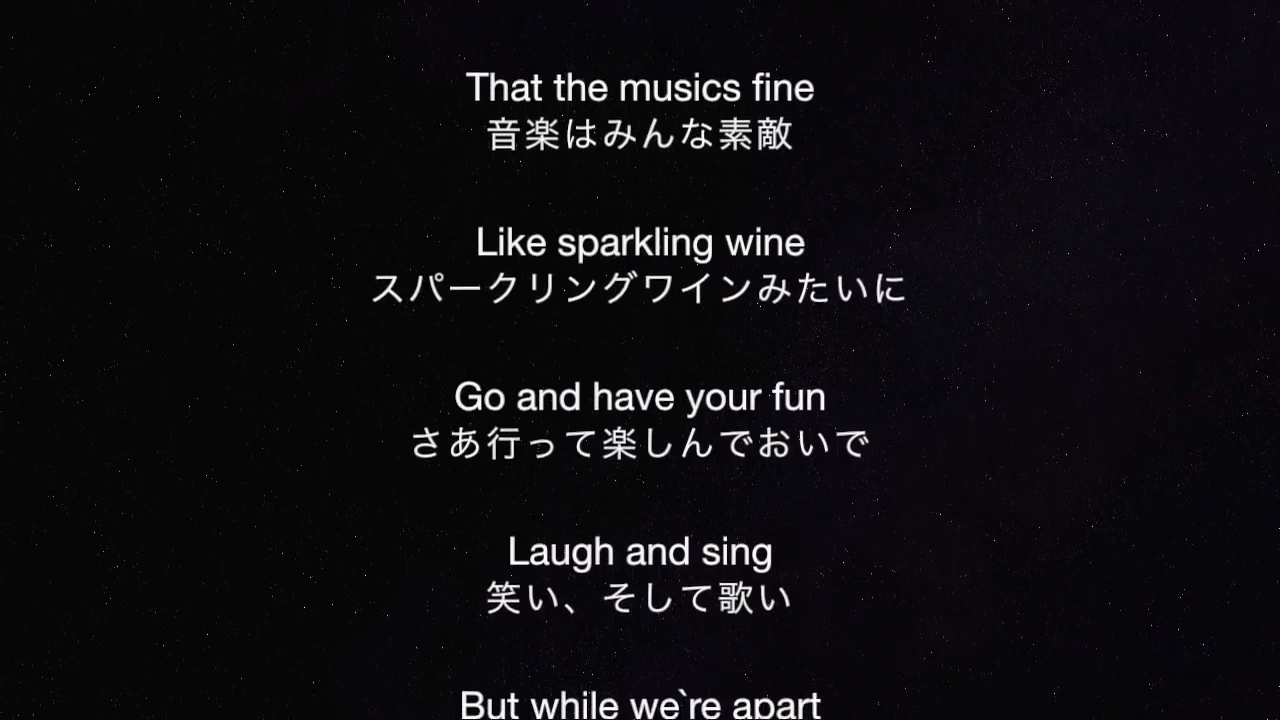 That the musics fine
音楽はみんな素敵
Like sparkling wine
スパークリングワインみたいに
Go and have your fun
さあ行って楽しんでおいで
Laugh and sing
笑い、そして歌い
But while we`re apart